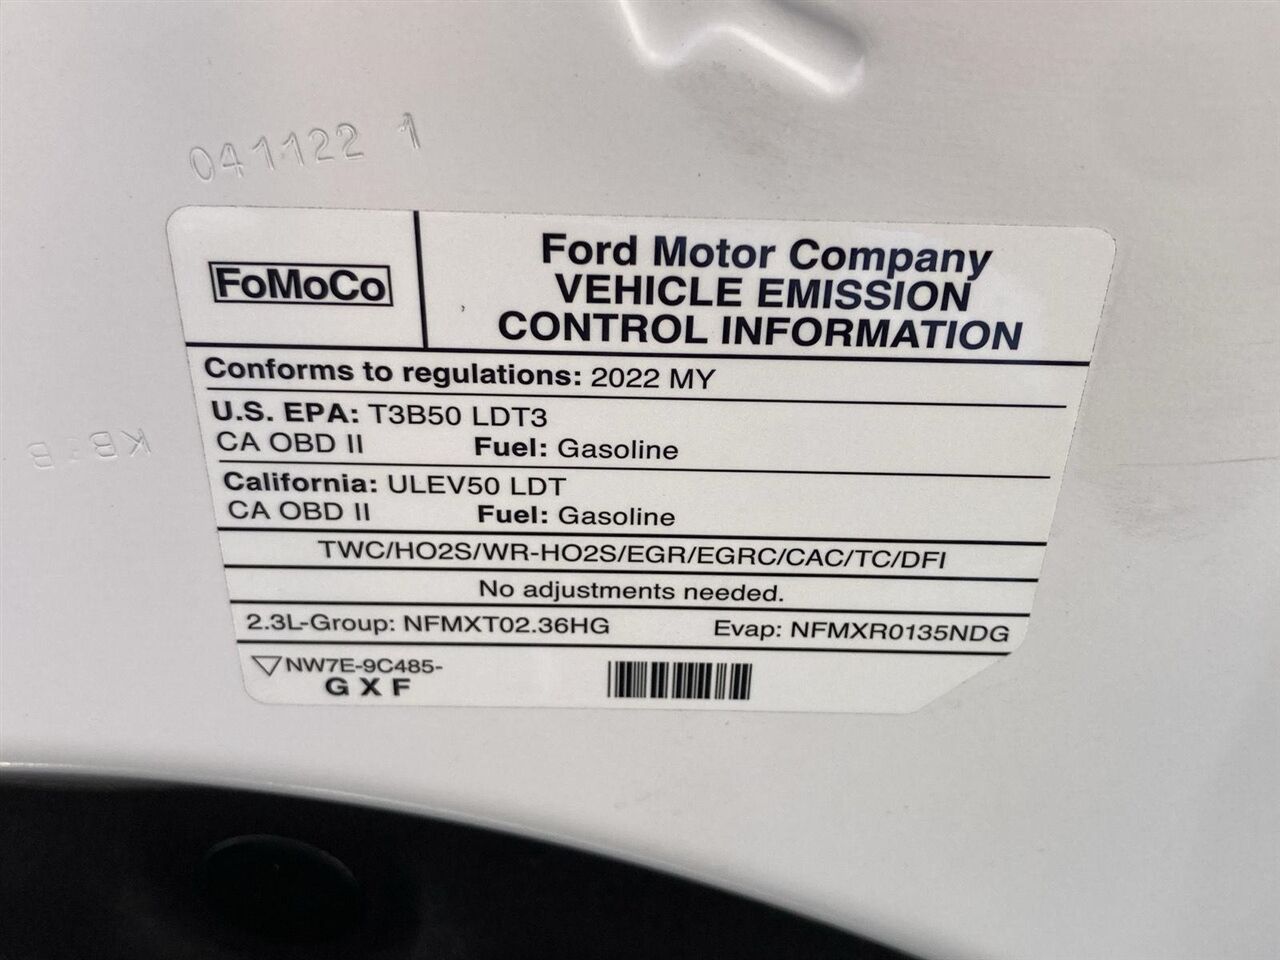 041122 1
FoMoCo
Ford Motor Company
VEHICLE EMISSION
CONTROL INFORMATION
Conforms to regulations: 2022 MY
U.S. EPA: T3B50 LDT3
CA OBD II Fuel: Gasoline
California: ULEV50 LDT
CA OBD II Fuel: Gasoline
TWC/HO2S/WR-HO2S/EGR/EGRC/CAC/TC/DFI
No adjustments needed.
2.3L-Group: NFMXT02.36HG Evap: NFMXR0135NDG
NW7E-9C485-
G X F